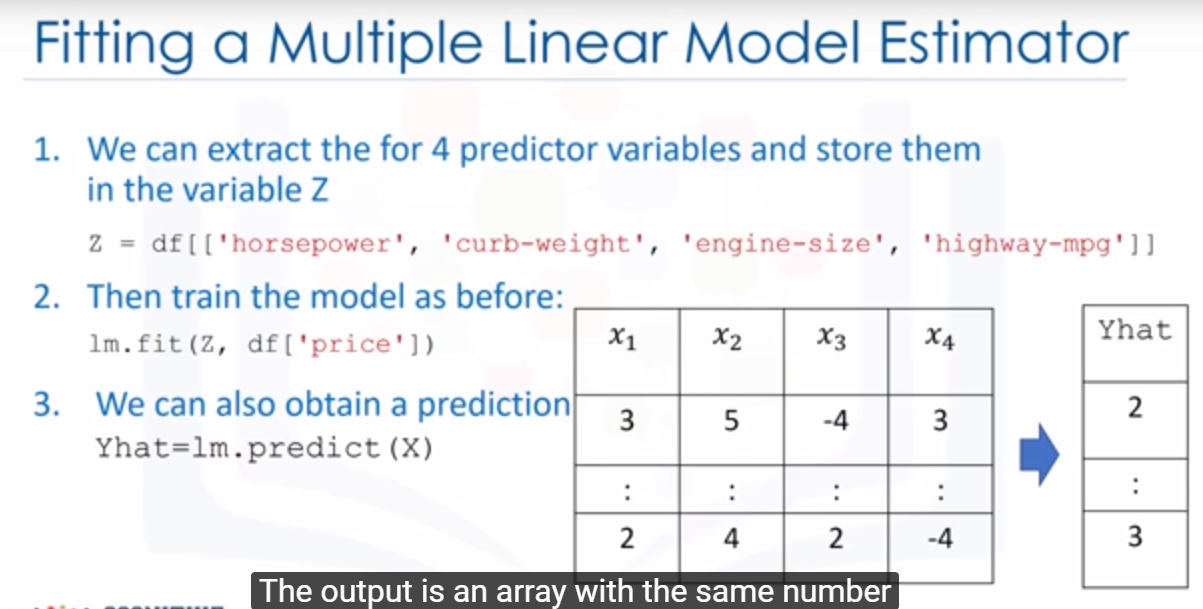 Fitting a Multiple Linear Model Estimator
1. We can extract the for 4 predictor variables and store them
in the variable Z
Z = df[['horsepower', 'curb-weight', 'engine-size', 'highway-mpg']]
2. Then train the model as before:
lm.fit(Z, df['price'])
3. We can also obtain a prediction
Yhat=lm.predict(X)
x1 x2 x3 x4
3 5 -4 3
: : : :
2 4 2 -4
Yhat
2
:
3
The output is an array with the same number